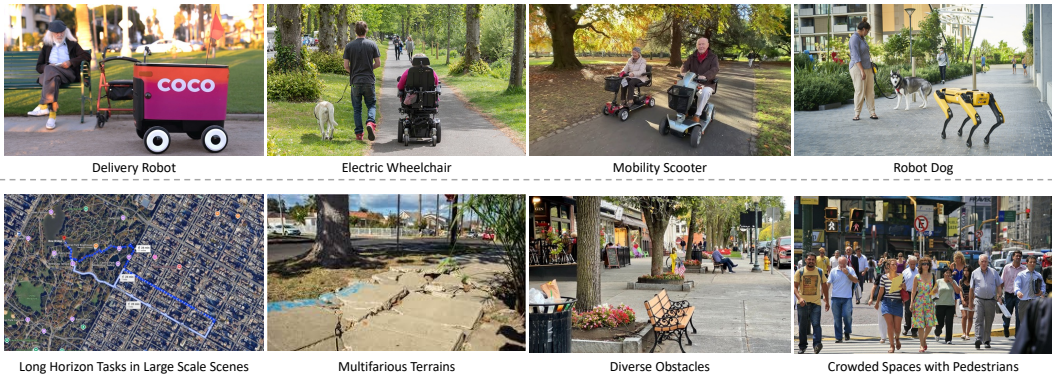 COCO
Delivery Robot
Electric Wheelchair
Mobility Scooter
Robot Dog
Long Horizon Tasks in Large Scale Scenes
Multifarious Terrains
Diverse Obstacles
Crowded Spaces with Pedestrians